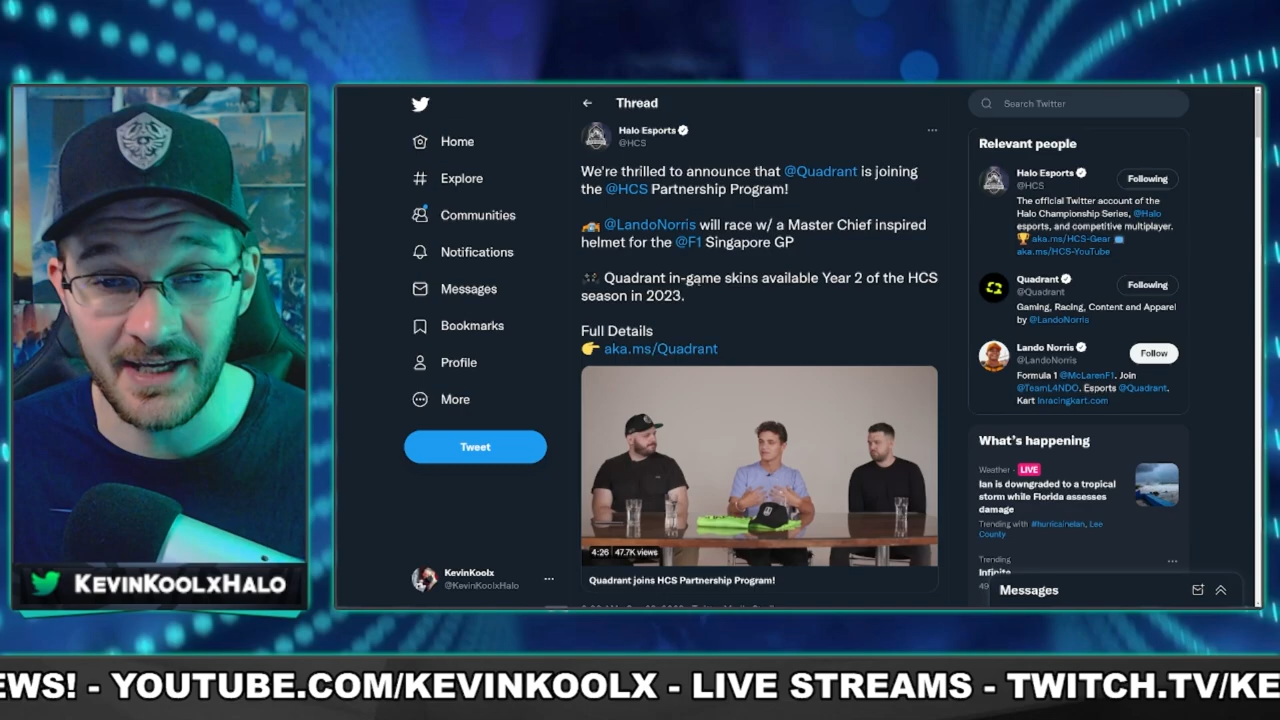 Home
Explore
Communities
Notifications
Messages
Bookmarks
Profile
More
Tweet
KevinKoolx
@KevinKoolxHalo
Thread
Halo Esports
@HCS
We're thrilled to announce that @Quadrant is joining
the @HCS Partnership Program!
@LandoNorris will race w/ a Master Chief inspired
helmet for the @F1 Singapore GP
Quadrant in-game skins available Year 2 of the HCS
season in 2023.
Full Details
aka.ms/Quadrant
4:26 47.7K views
Quadrant joins HCS Partnership Program!
Search Twitter
Relevant people
Halo Esports
@HCS
Following
The official Twitter account of the
Halo Championship Series, @Halo
esports, and competitive multiplayer.
aka.ms/HCS-Gear
aka.ms/HCS-YouTube
Quadrant
@Quadrant
Following
Gaming, Racing, Content and Apparel
by @LandoNorris
Lando Norris
@LandoNorris
Follow
Formula 1 @McLarenF1. Join
@TeamL4NDO. Esports @Quadrant.
Kart lnracingkart.com
What's happening
Weather · LIVE
Ian is downgraded to a tropical
storm while Florida assesses
damage
Trending with #hurricaneIan, Lee
County
Trending
Infinite
Messages
KEVINKOOLXHALO
EWS! - YOUTUBE.COM/KEVINKOOLX - LIVE STREAMS - TWITCH.TV/KE